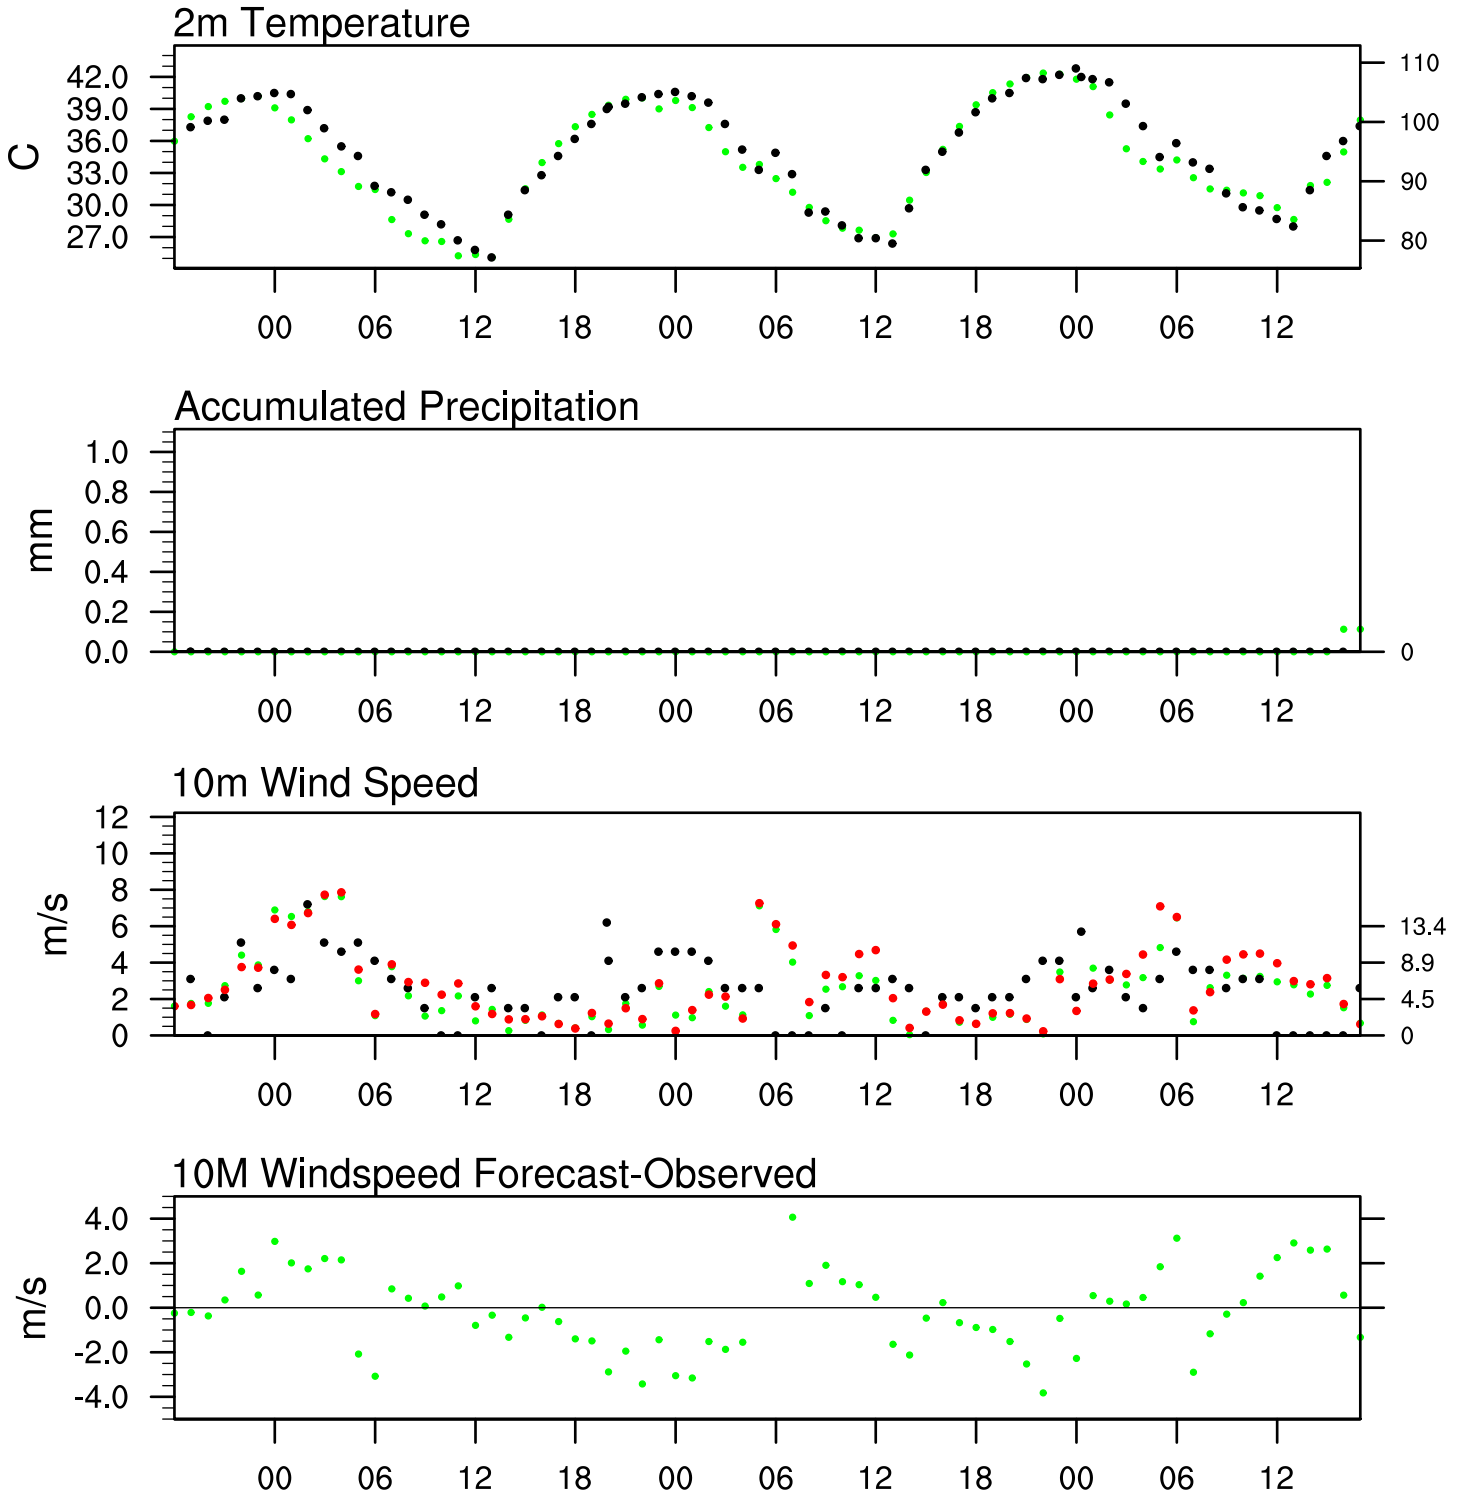 2m Temperature
42.0
39.0
36.0
33.0
30.0
27.0
C
110
100
90
80
00 06 12 18 00 06 12 18 00 06 12
Accumulated Precipitation
1.0
0.8
0.6
0.4
0.2
0.0
mm
0
00 06 12 18 00 06 12 18 00 06 12
10m Wind Speed
12
10
8
6
4
2
0
m/s
13.4
8.9
4.5
0
00 06 12 18 00 06 12 18 00 06 12
10M Windspeed Forecast-Observed
4.0
2.0
0.0
-2.0
-4.0
m/s
00 06 12 18 00 06 12 18 00 06 12